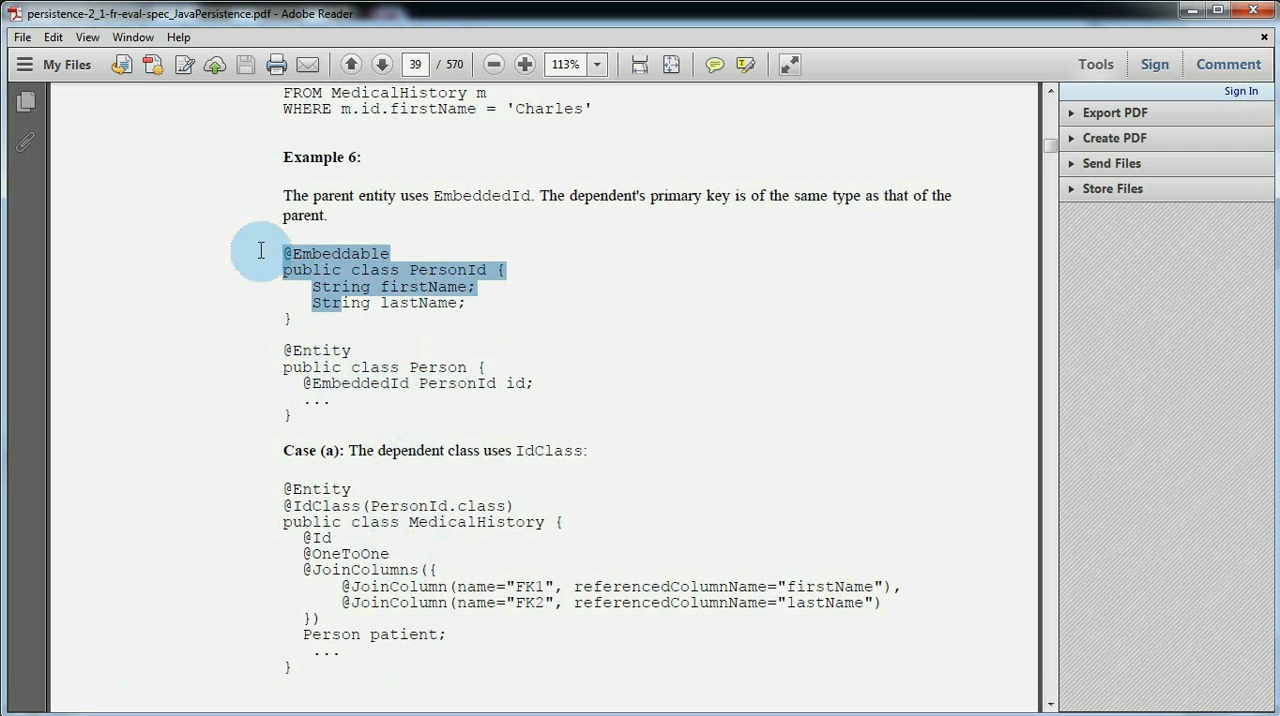 persistence-2_1-fr-eval-spec_JavaPersistence.pdf - Adobe Reader
File Edit View Window Help
My Files 39 / 570 113% Tools Sign Comment
Sign In
Export PDF
Create PDF
Send Files
Store Files
FROM MedicalHistory m
WHERE m.id.firstName = 'Charles'
Example 6:
The parent entity uses EmbeddedId. The dependent's primary key is of the same type as that of the
parent.
@Embeddable
public class PersonId {
String firstName;
String lastName;
}
@Entity
public class Person {
@EmbeddedId PersonId id;
...
}
Case (a): The dependent class uses IdClass:
@Entity
@IdClass(PersonId.class)
public class MedicalHistory {
@Id
@OneToOne
@JoinColumns({
@JoinColumn(name="FK1", referencedColumnName="firstName"),
@JoinColumn(name="FK2", referencedColumnName="lastName")
})
Person patient;
...
}